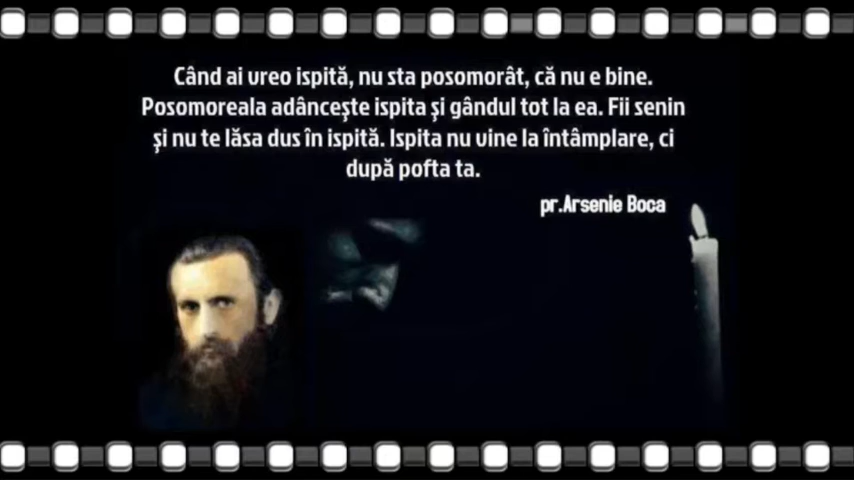 Când ai vreo ispită, nu sta posomorât, că nu e bine.
Posomoreala adânceşte ispita şi gândul tot la ea. Fii senin
şi nu te lăsa dus în ispită. Ispita nu vine la întâmplare, ci
după pofta ta.
pr.Arsenie Boca